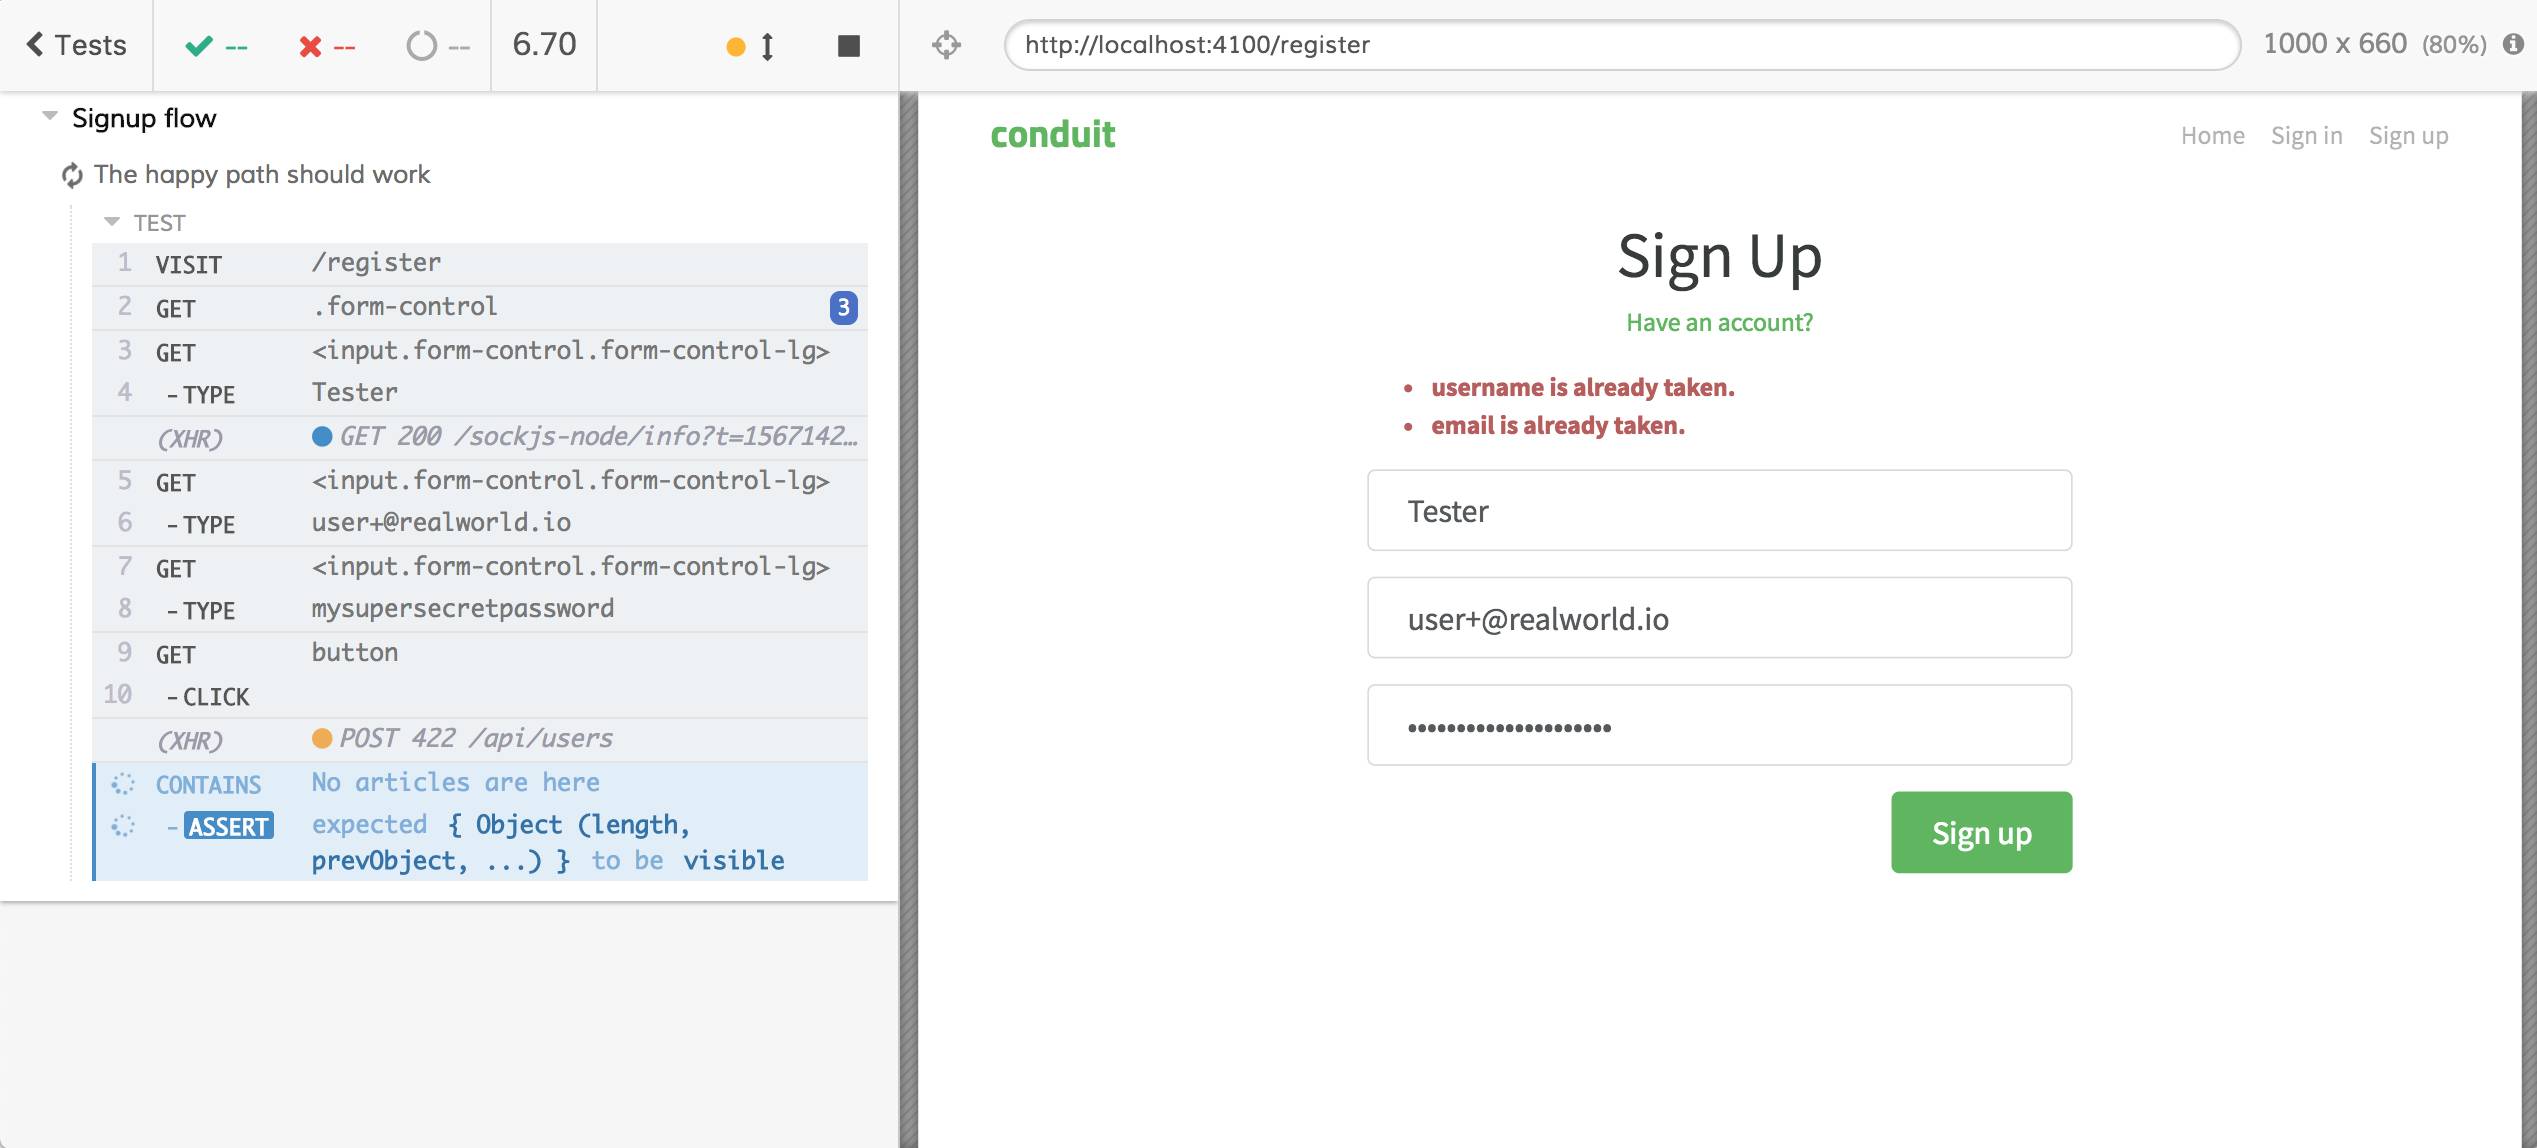 Tests -- -- -- 6.70
http://localhost:4100/register 1000 x 660 (80%)
Signup flow
The happy path should work
TEST
1 VISIT /register
2 GET .form-control 3
3 GET <input.form-control.form-control-lg>
4 -TYPE Tester
(XHR) GET 200 /sockjs-node/info?t=1567142…
5 GET <input.form-control.form-control-lg>
6 -TYPE user+@realworld.io
7 GET <input.form-control.form-control-lg>
8 -TYPE mysupersecretpassword
9 GET button
10 -CLICK
(XHR) POST 422 /api/users
CONTAINS No articles are here
-ASSERT expected { Object (length,
prevObject, ...) } to be visible
conduit
Home Sign in Sign up
Sign Up
Have an account?
• username is already taken.
• email is already taken.
Tester
user+@realworld.io
•••••••••••••••••••••
Sign up